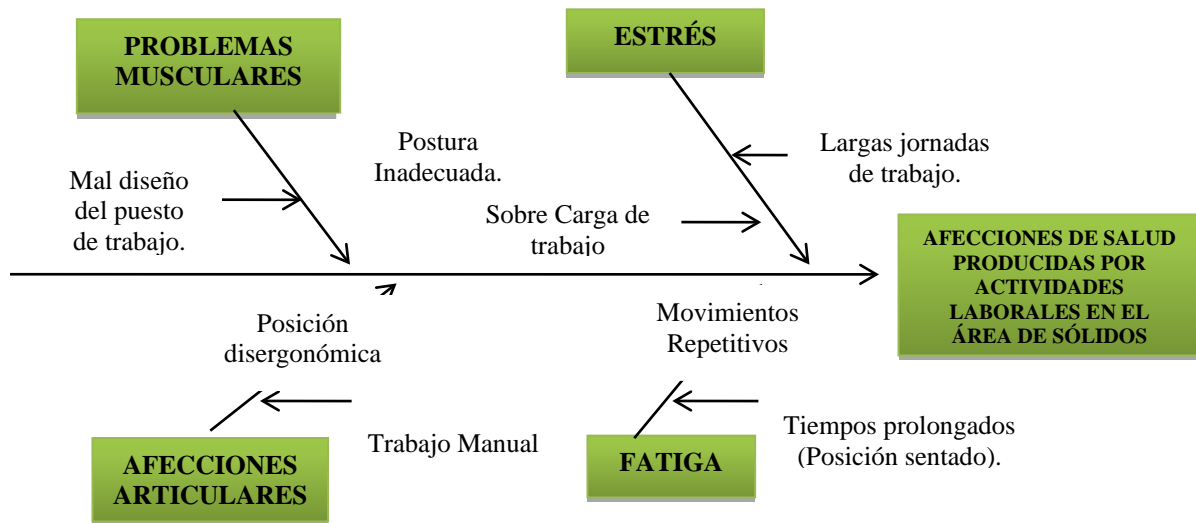 PROBLEMAS
MUSCULARES
ESTRÉS
Postura
Inadecuada.
Largas jornadas
de trabajo.
Mal diseño
del puesto
de trabajo.
Sobre Carga de
trabajo
AFECCIONES DE SALUD
PRODUCIDAS POR
ACTIVIDADES
LABORALES EN EL
ÁREA DE SÓLIDOS
Posición
disergonómica
Movimientos
Repetitivos
Trabajo Manual
Tiempos prolongados
(Posición sentado).
AFECCIONES
ARTICULARES
FATIGA